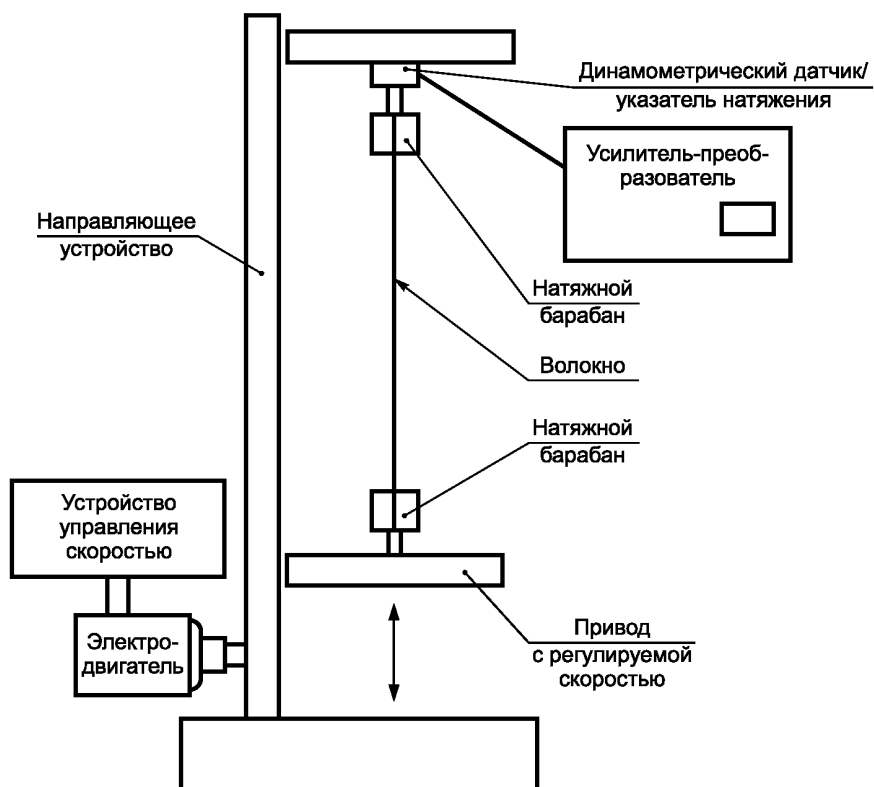 Динамометрический датчик/
указатель натяжения
Усилитель-преоб-
разователь
Направляющее
устройство
Натяжной
барабан
Волокно
Натяжной
барабан
Устройство
управления
скоростью
Электро-
двигатель
Привод
с регулируемой
скоростью